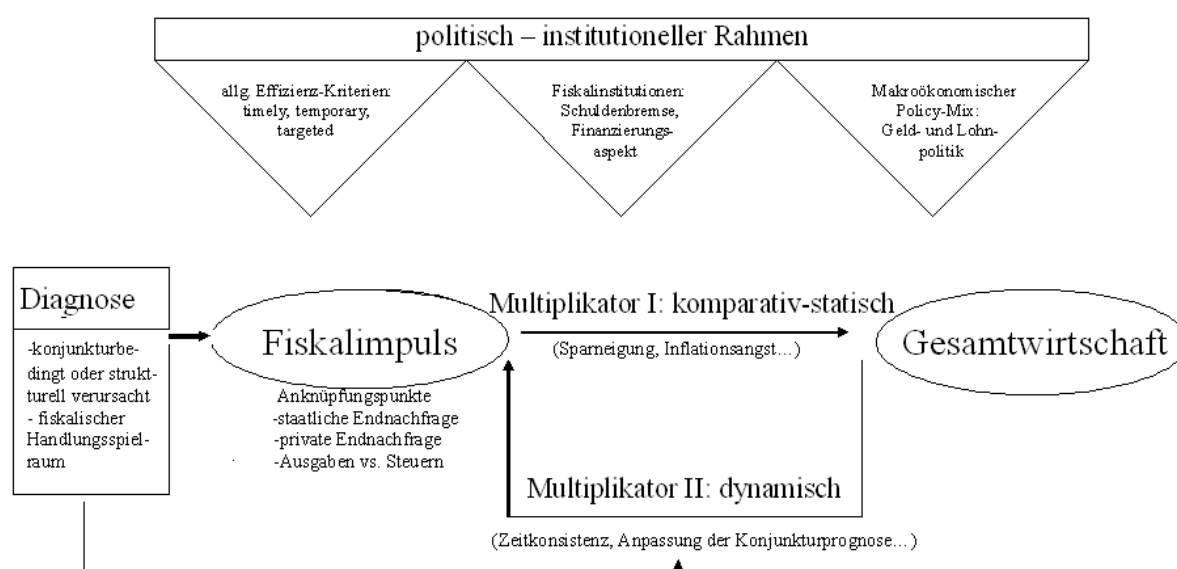 politisch – institutioneller Rahmen
allg. Effizienz-Kriterien:
timely, temporary,
targeted
Fiskalinstitutionen:
Schuldenbremse,
Finanzierungs-
aspekt
Makroökonomischer
Policy-Mix:
Geld- und Lohn-
politik
Diagnose
-konjunkturbe-
dingt oder struk-
turell verursacht
- fiskalischer
Handlungsspiel-
raum
Fiskalimpuls
Anknüpfungspunkte
-staatliche Endnachfrage
-private Endnachfrage
-Ausgaben vs. Steuern
Multiplikator I: komparativ-statisch
(Sparneigung, Inflationsangst...)
Gesamtwirtschaft
Multiplikator II: dynamisch
(Zeitkonsistenz, Anpassung der Konjunkturprognose...)